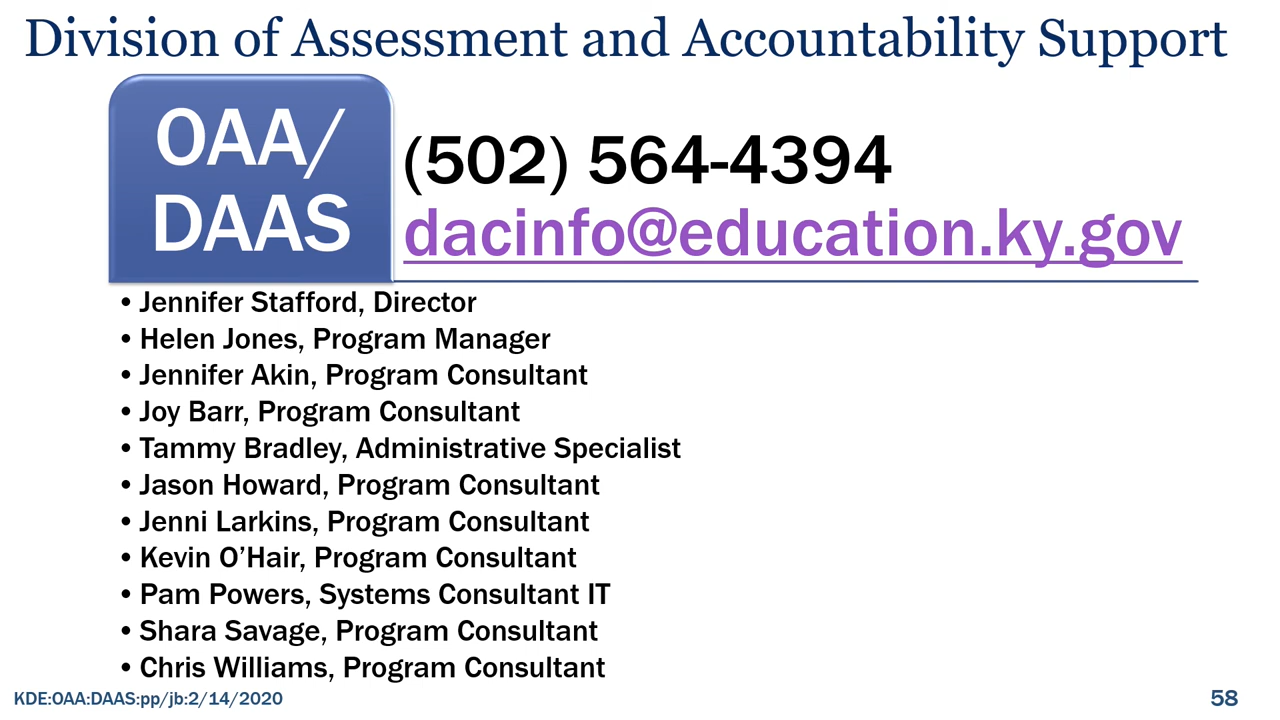 Division of Assessment and Accountability Support
OAA/
DAAS
(502) 564-4394
dacinfo@education.ky.gov
• Jennifer Stafford, Director
• Helen Jones, Program Manager
• Jennifer Akin, Program Consultant
• Joy Barr, Program Consultant
• Tammy Bradley, Administrative Specialist
• Jason Howard, Program Consultant
• Jenni Larkins, Program Consultant
• Kevin O’Hair, Program Consultant
• Pam Powers, Systems Consultant IT
• Shara Savage, Program Consultant
• Chris Williams, Program Consultant
KDE:OAA:DAAS:pp/jb:2/14/2020
58